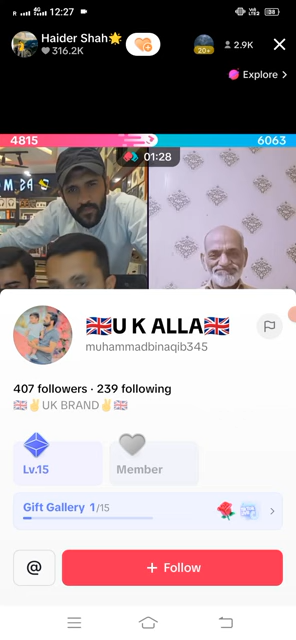 12:27
Haider Shah🌟
316.2K
20+
2.9K
Explore >
4815
6063
01:28
🇬🇧U K ALLA🇬🇧
muhammadbinaqib345
407 followers · 239 following
🇬🇧✌️UK BRAND✌️🇬🇧
Lv.15
Member
Gift Gallery 1/15
@
+ Follow